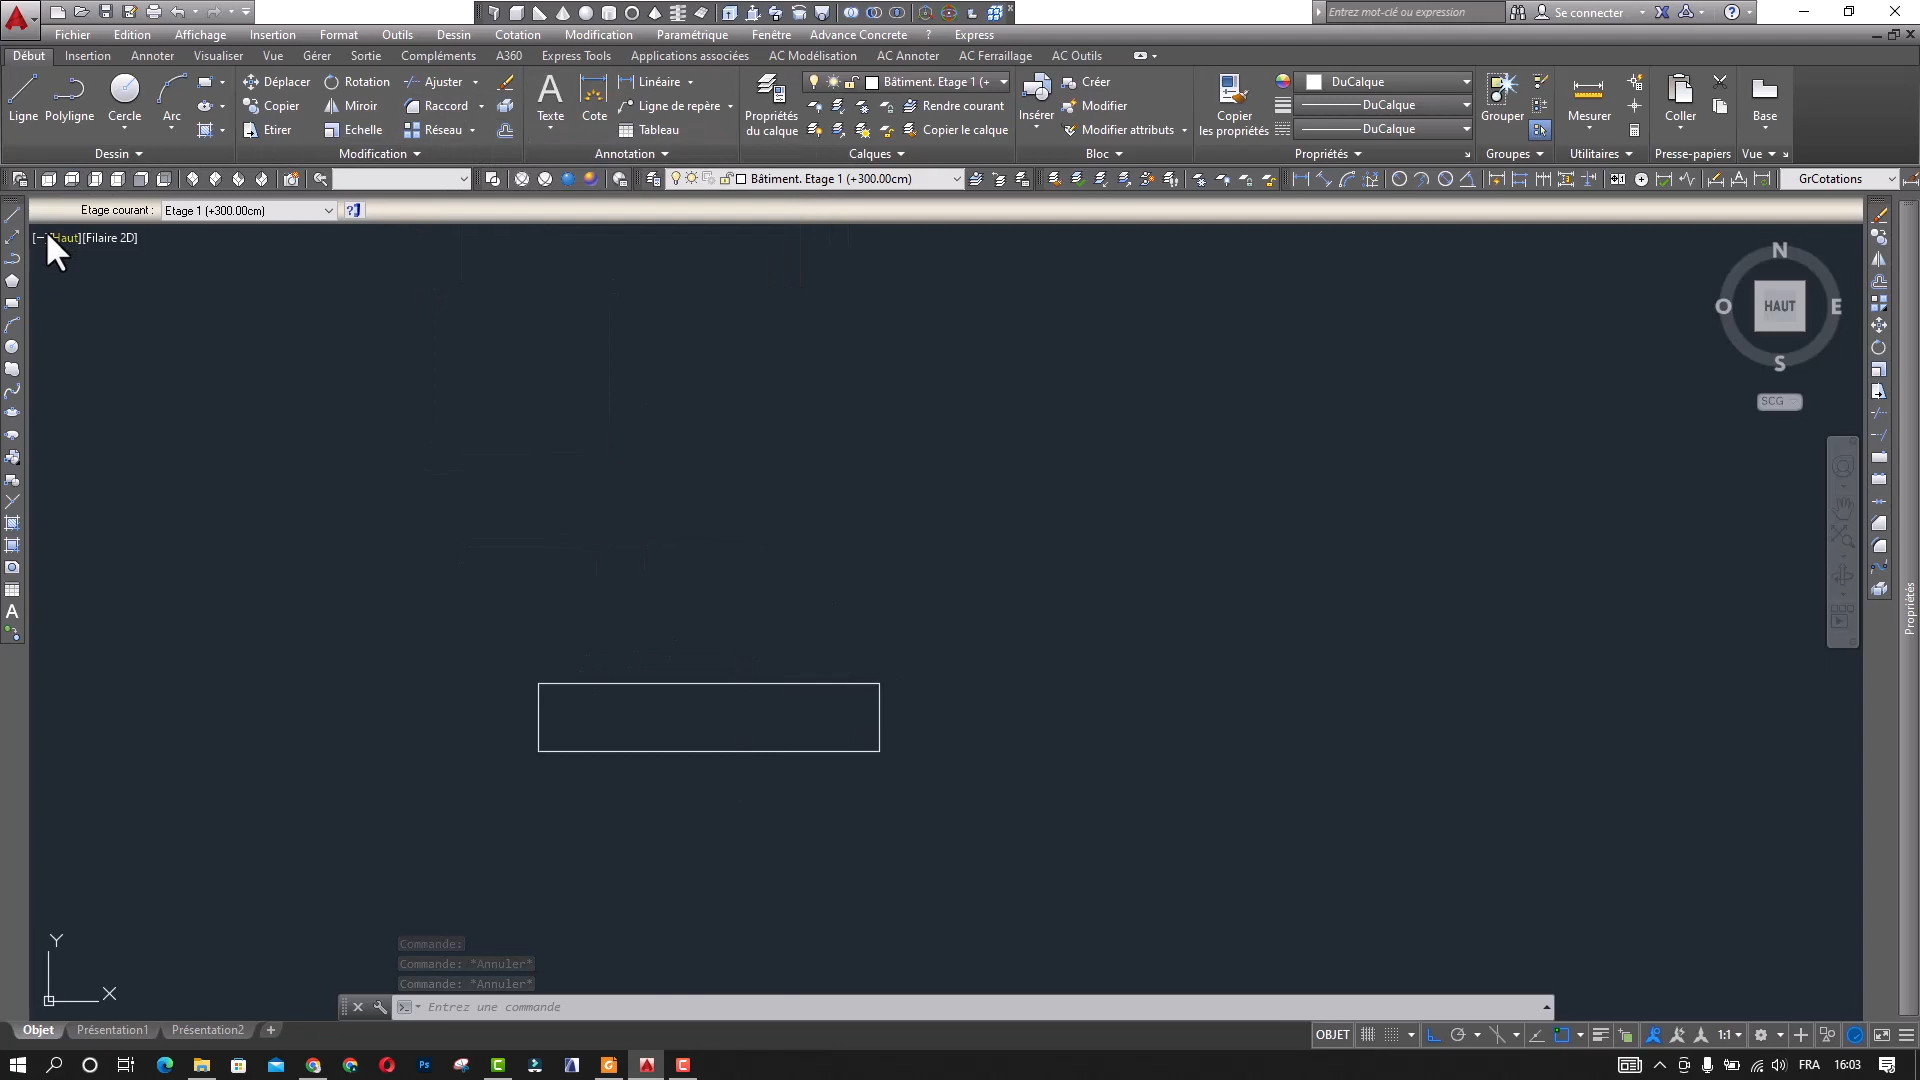 Entrez mot-clé ou expression
Se connecter
Fichier Edition Affichage Insertion Format Outils Dessin Cotation Modification Paramétrique Fenêtre Advance Concrete ? Express
Début Insertion Annoter Visualiser Vue Gérer Sortie Compléments A360 Express Tools Applications associées AC Modélisation AC Annoter AC Ferraillage AC Outils
Déplacer Rotation Ajuster Linéaire Bâtiment. Etage 1 (+ Créer DuCalque
Copier Miroir Raccord Ligne de repère Rendre courant Modifier DuCalque
Ligne Polyligne Cercle Arc Texte Cote Propriétés du calque Insérer Copier les propriétés Grouper Mesurer Coller Base
Etirer Echelle Réseau Tableau Copier le calque Modifier attributs DuCalque
Dessin Modification Annotation Calques Bloc Propriétés Groupes Utilitaires Presse-papiers Vue
Bâtiment. Etage 1 (+300.00cm) GrCotations
Etage courant : Etage 1 (+300.00cm)
[−][Haut][Filaire 2D]
N
O HAUT E
S
SCG
Propriétés
Y
X
Commande:
Commande: *Annuler*
Commande: *Annuler*
Entrez une commande
Objet Présentation1 Présentation2 +
OBJET 1:1
FRA 16:03